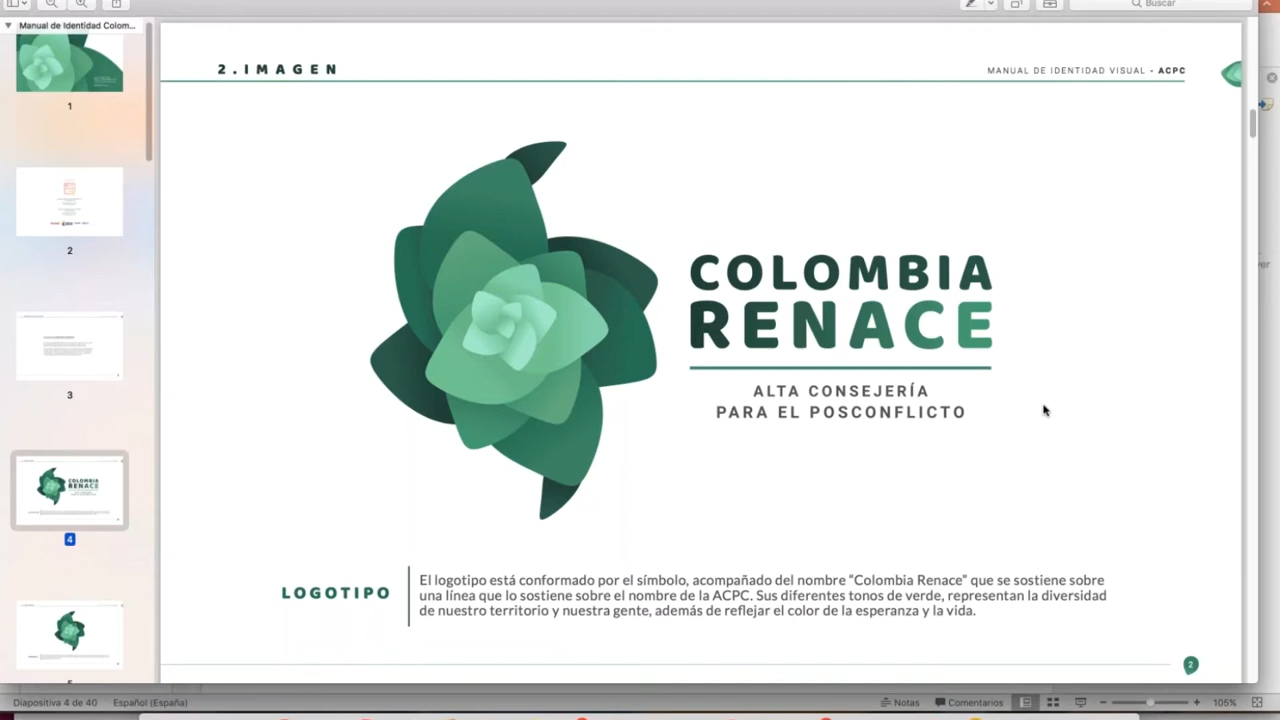 Buscar
Manual de Identidad Colom...
1
2
3
4
2.IMAGEN
MANUAL DE IDENTIDAD VISUAL - ACPC
COLOMBIA
RENACE
ALTA CONSEJERÍA
PARA EL POSCONFLICTO
LOGOTIPO
El logotipo está conformado por el símbolo, acompañado del nombre “Colombia Renace” que se sostiene sobre
una línea que lo sostiene sobre el nombre de la ACPC. Sus diferentes tonos de verde, representan la diversidad
de nuestro territorio y nuestra gente, además de reflejar el color de la esperanza y la vida.
2
COLOMBIA
RENACE
Diapositiva 4 de 40
Español (España)
Notas
Comentarios
105%